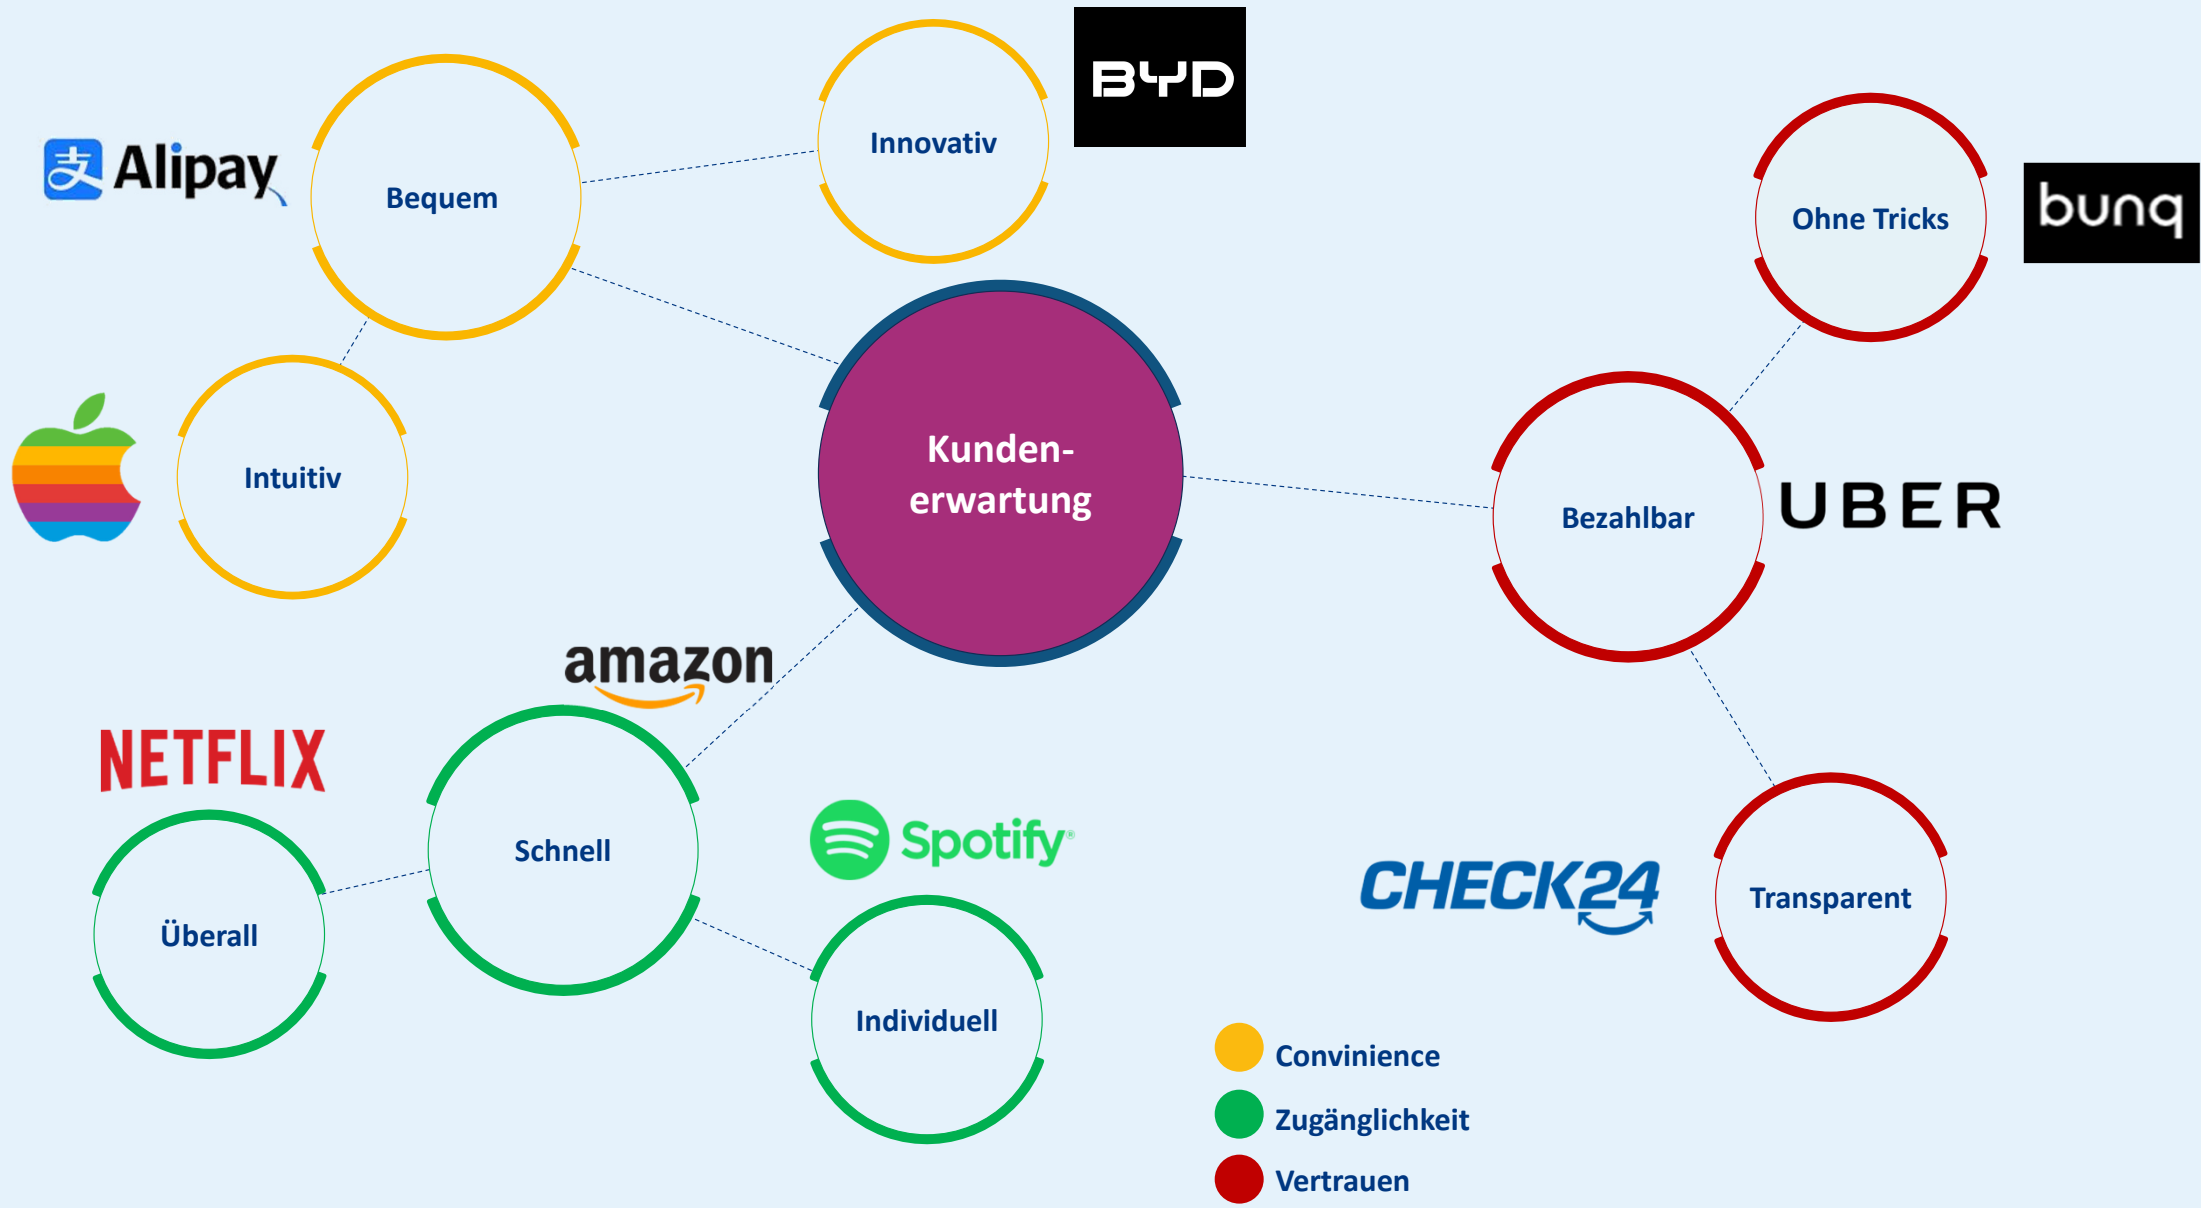 BYD
Innovativ
Alipay
Bequem
Ohne Tricks
bunq
Kunden-
erwartung
Intuitiv
Bezahlbar
UBER
amazon
NETFLIX
Schnell
Spotify®
CHECK24
Transparent
Überall
Individuell
Convinience
Zugänglichkeit
Vertrauen
支